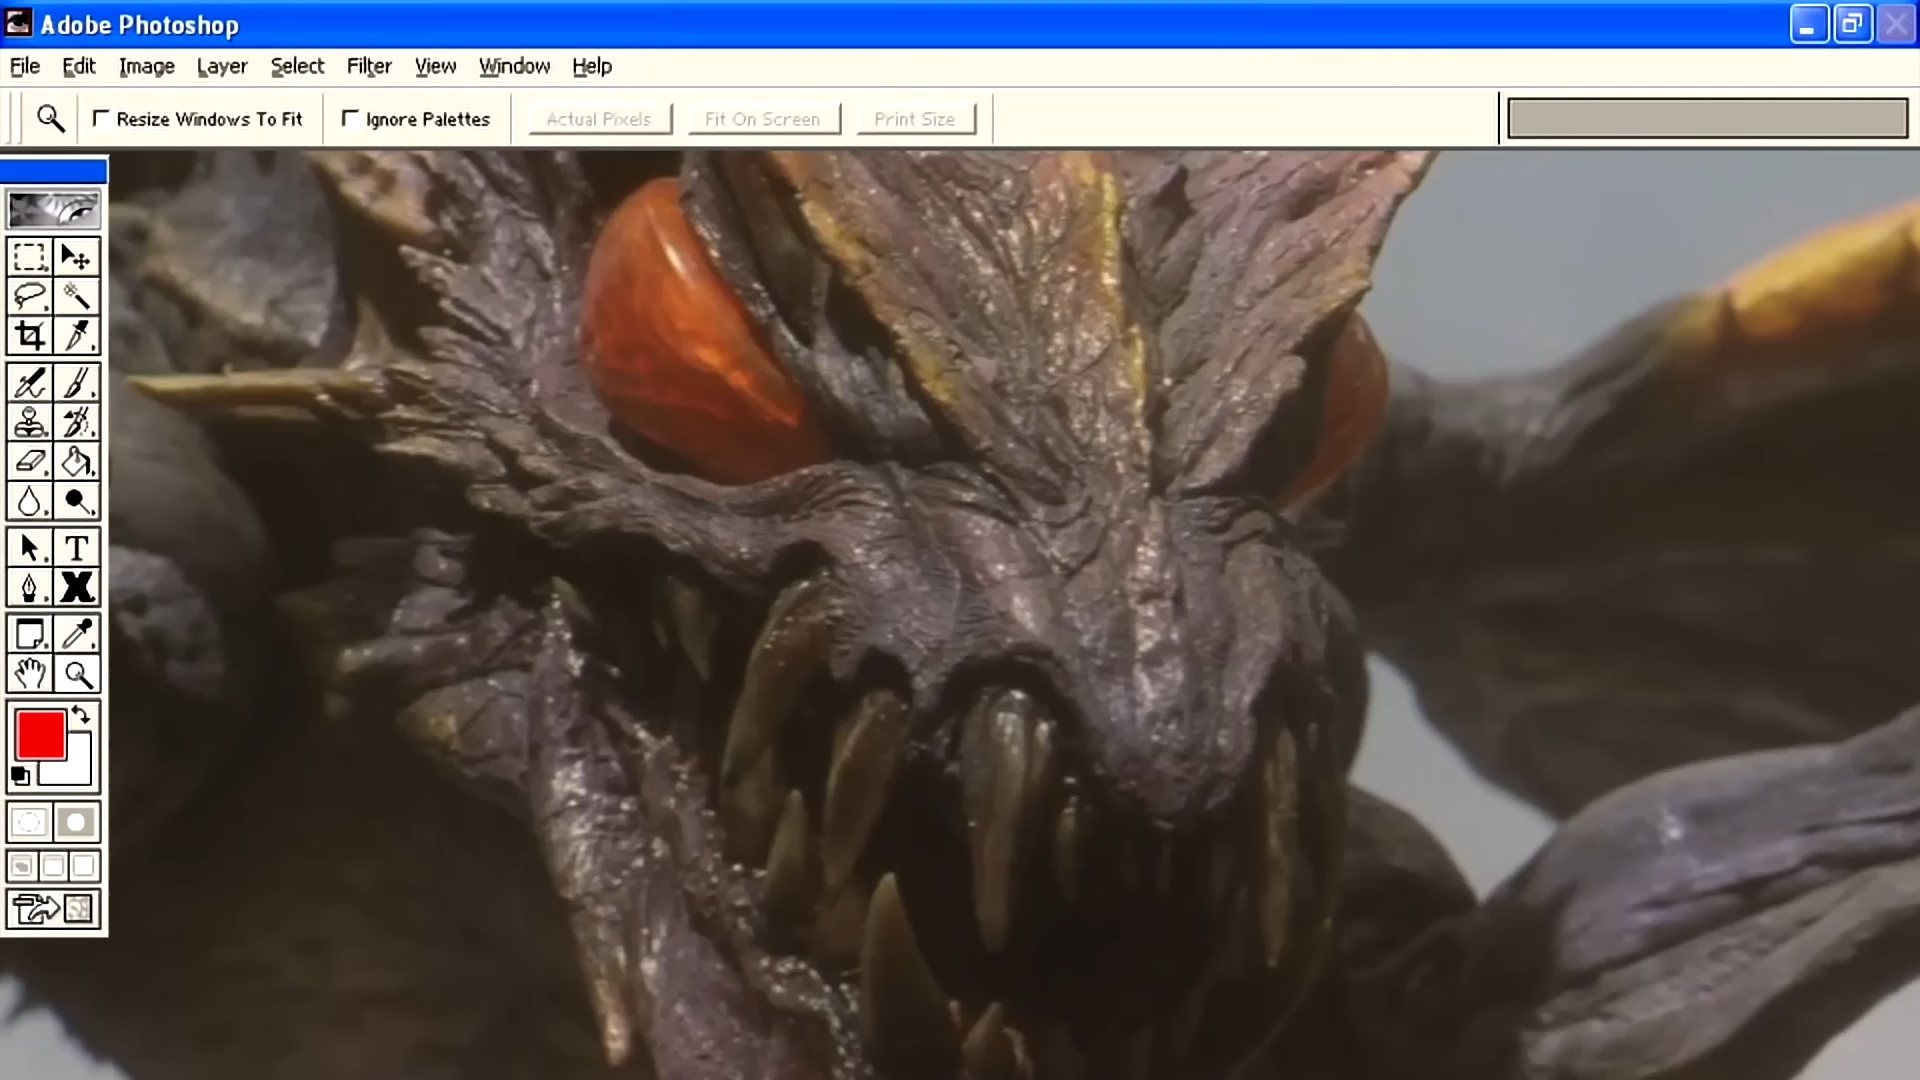 Adobe Photoshop
File Edit Image Layer Select Filter View Window Help
Resize Windows To Fit Ignore Palettes Actual Pixels Fit On Screen Print Size
T